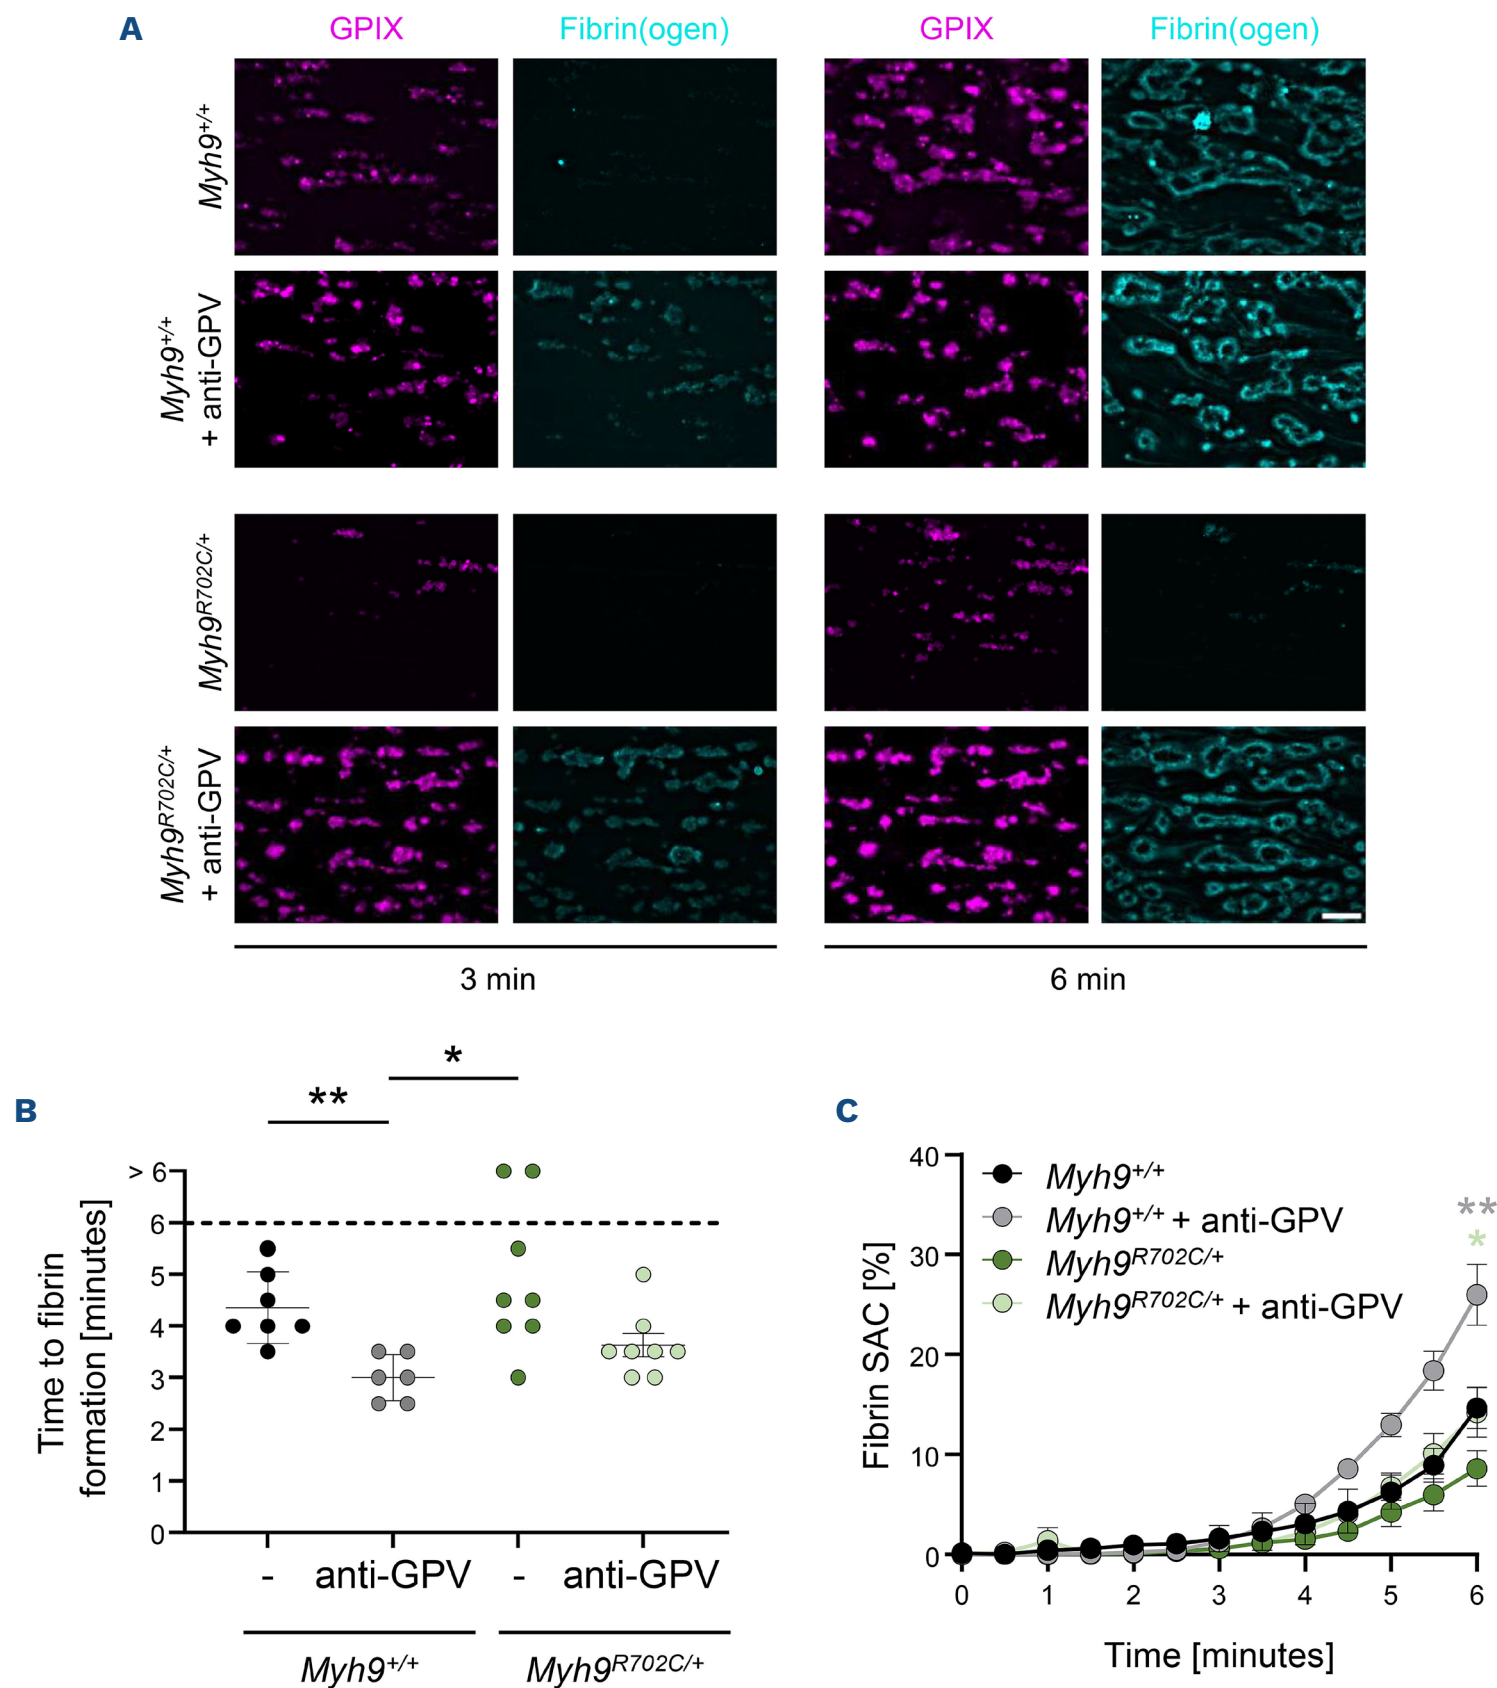 A
GPIX Fibrin(ogen) GPIX Fibrin(ogen)
Myh9+/+
Myh9+/+
+ anti-GPV
Myh9R702C/+
Myh9R702C/+
+ anti-GPV
3 min 6 min
B
** *
Time to fibrin
formation [minutes]
> 6
6
5
4
3
2
1
0
- anti-GPV - anti-GPV
Myh9+/+ Myh9R702C/+
C
Fibrin SAC [%]
40
30
20
10
0
Myh9+/+
Myh9+/+ + anti-GPV
Myh9R702C/+
Myh9R702C/+ + anti-GPV
**
*
0 1 2 3 4 5 6
Time [minutes]